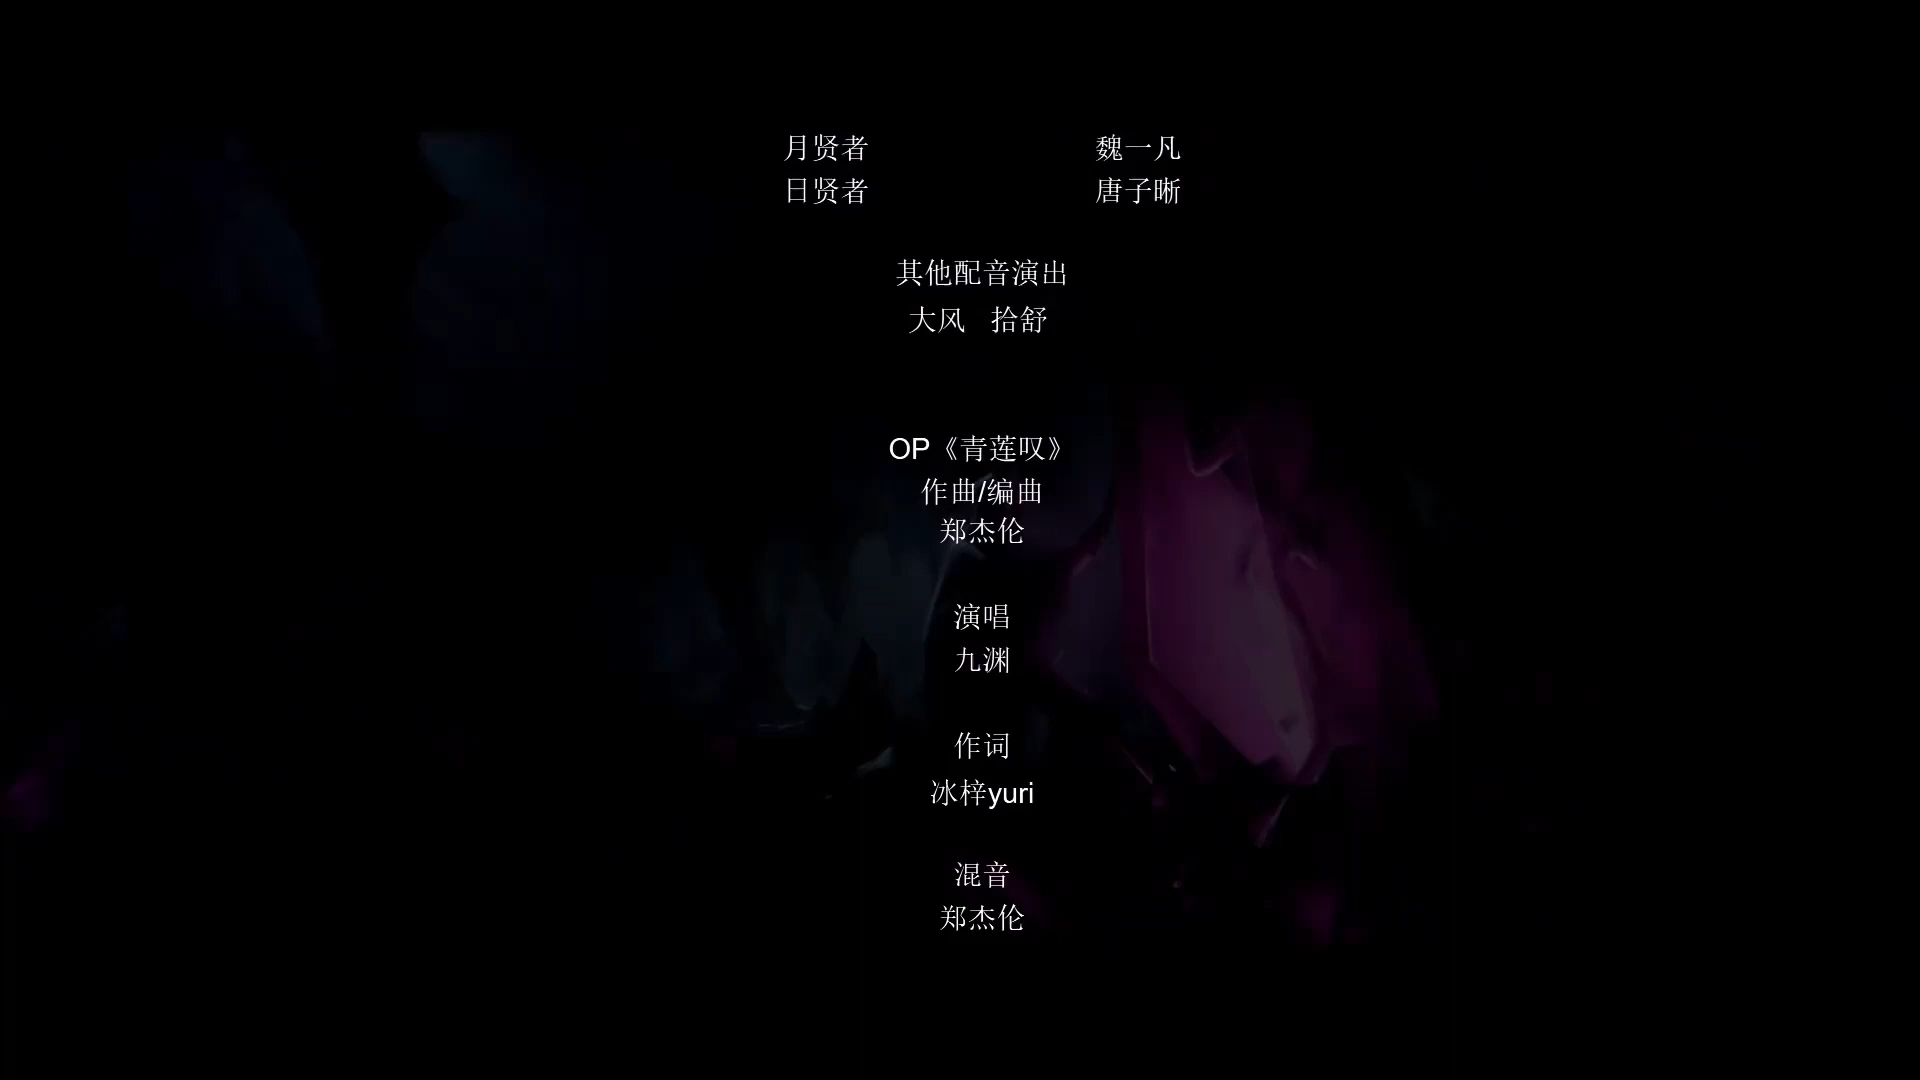 月贤者 魏一凡
日贤者 唐子晰
其他配音演出
大风 拾舒
OP《青莲叹》
作曲/编曲
郑杰伦
演唱
九渊
作词
冰梓yuri
混音
郑杰伦